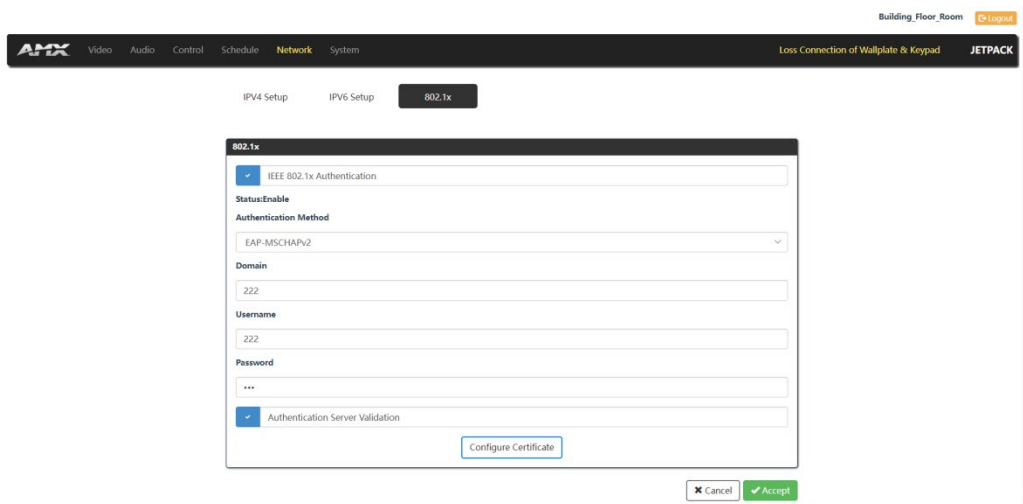 Building_Floor_Room Logout
AMX Video Audio Control Schedule Network System Loss Connection of Wallplate & Keypad JETPACK
IPV4 Setup IPV6 Setup 802.1x
802.1x
IEEE 802.1x Authentication
Status:Enable
Authentication Method
EAP-MSCHAPv2
Domain
222
Username
222
Password
•••
Authentication Server Validation
Configure Certificate
Cancel Accept